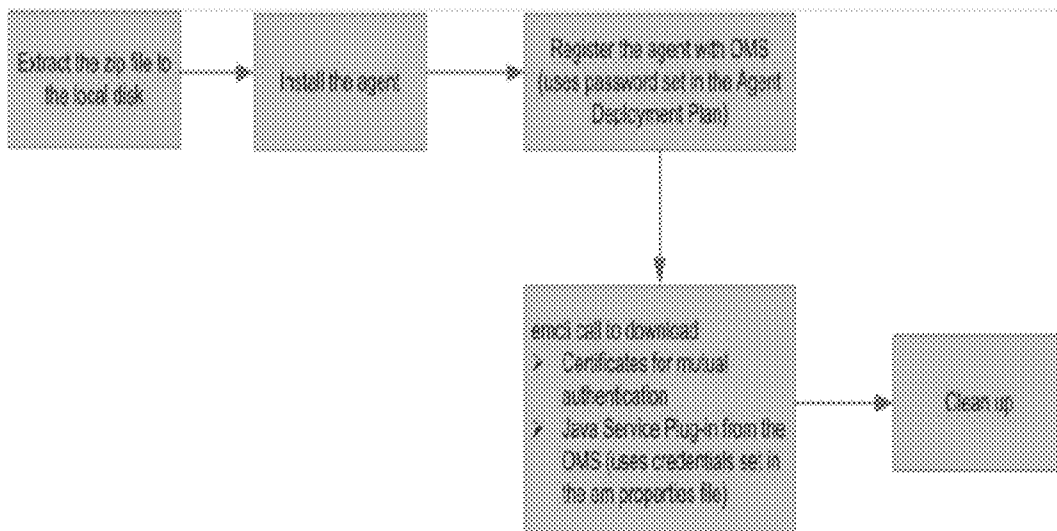 Extract the zip file to
the local disk
Install the agent
Register the agent with OMS
(uses password set in the Agent
Deployment Plan)
emcli call to download
➢ Certificates for mutual
authentication
➢ Java Service Plug-in from the
OMS (uses credentials set in
the em properties file)
Clean up